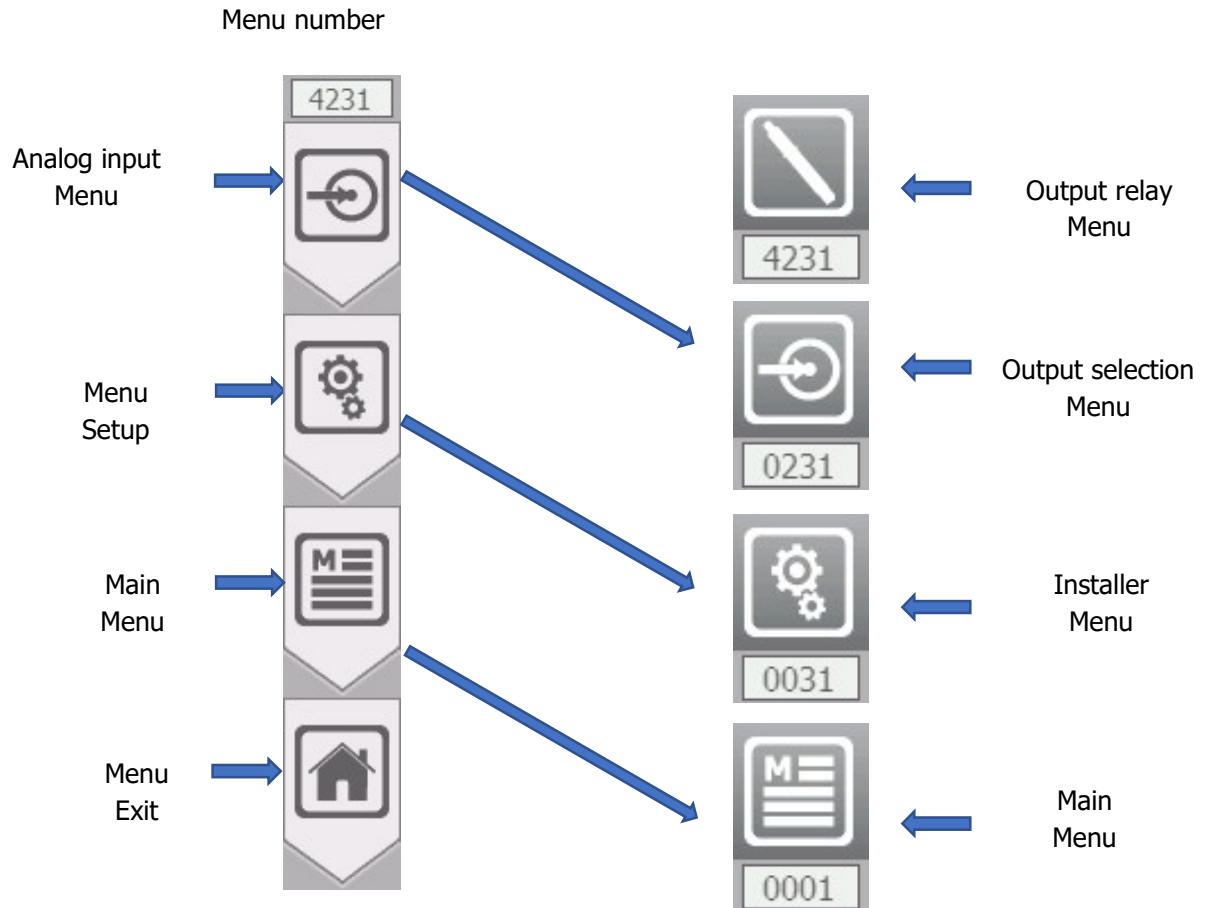 Menu number
4231
Analog input
Menu
Menu
Setup
M
Main
Menu
Menu
Exit
Output relay
Menu
4231
Output selection
Menu
0231
Installer
Menu
0031
M
Main
Menu
0001